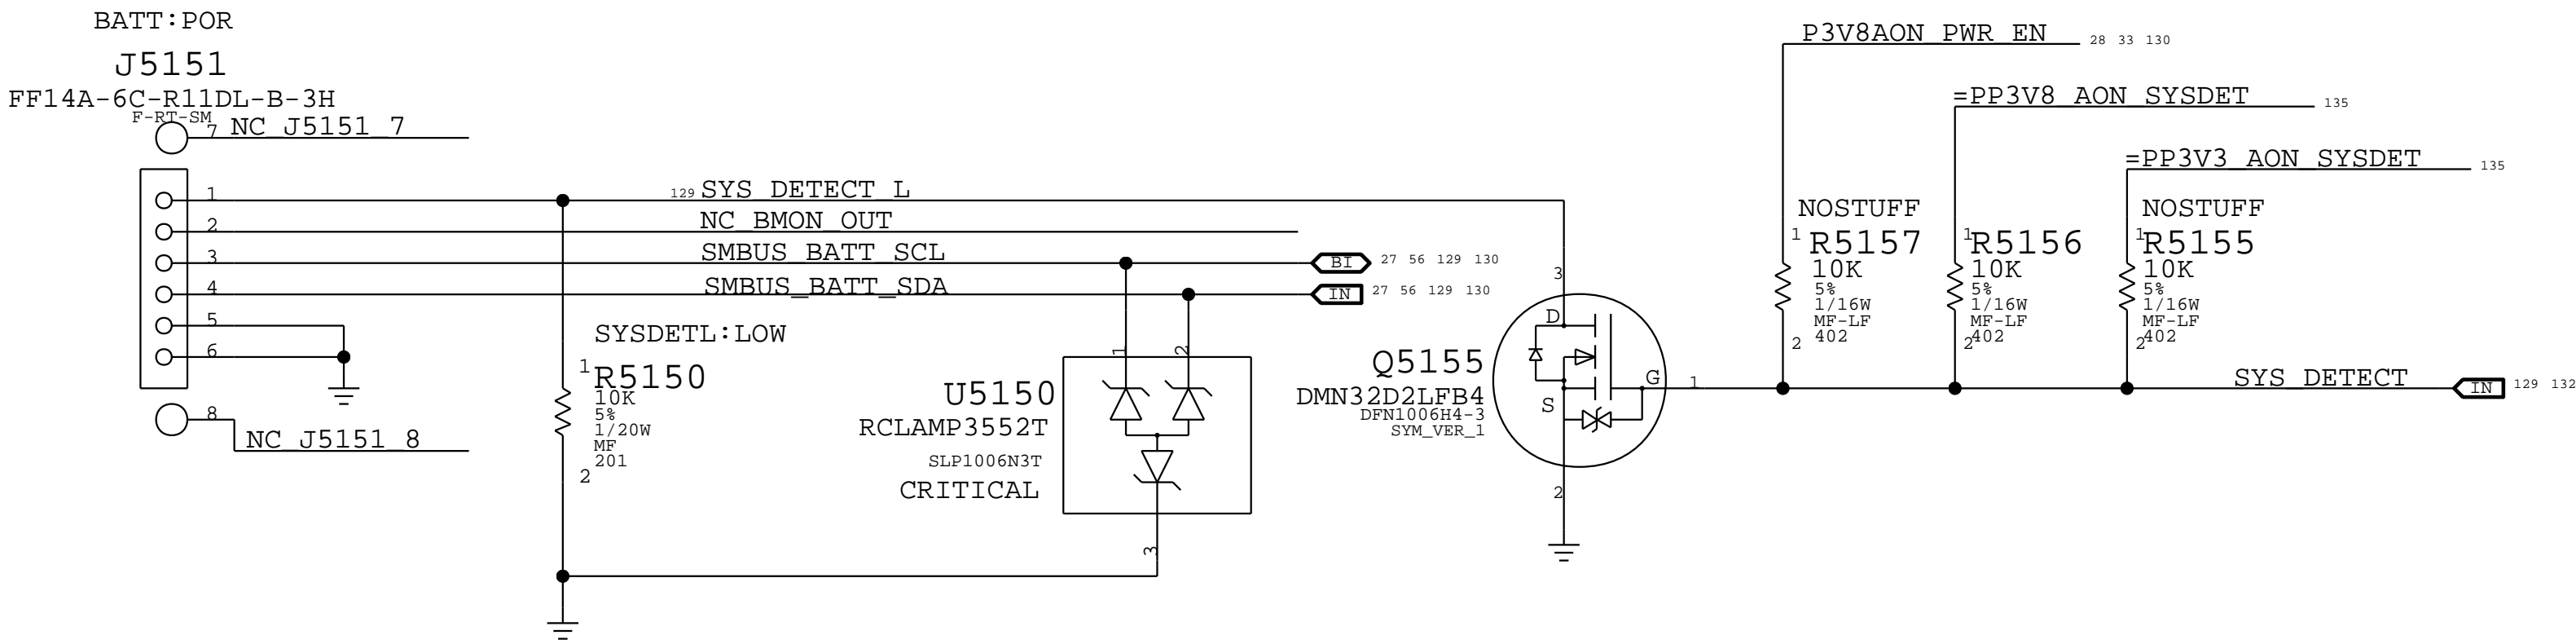 BATT:POR
J5151
FF14A-6C-R11DL-B-3H
F-RT-SM
7 NC_J5151_7
1
2
3
4
5
6
8
NC_J5151_8
129 SYS_DETECT_L
NC_BMON_OUT
SMBUS_BATT_SCL
BI 27 56 129 130
SMBUS_BATT_SDA
IN 27 56 129 130
SYSDETL:LOW
1 R5150
10K
5%
1/20W
MF
201
2
U5150
RCLAMP3552T
SLP1006N3T
CRITICAL
1
2
3
Q5155
DMN32D2LFB4
DFN1006H4-3
SYM_VER_1
3
D
G 1
S
2
P3V8AON_PWR_EN 28 33 130
=PP3V8_AON_SYSDET 135
=PP3V3_AON_SYSDET 135
NOSTUFF
1 R5157
10K
5%
1/16W
MF-LF
402
2
1 R5156
10K
5%
1/16W
MF-LF
402
2
NOSTUFF
1 R5155
10K
5%
1/16W
MF-LF
402
2
SYS_DETECT IN 129 132